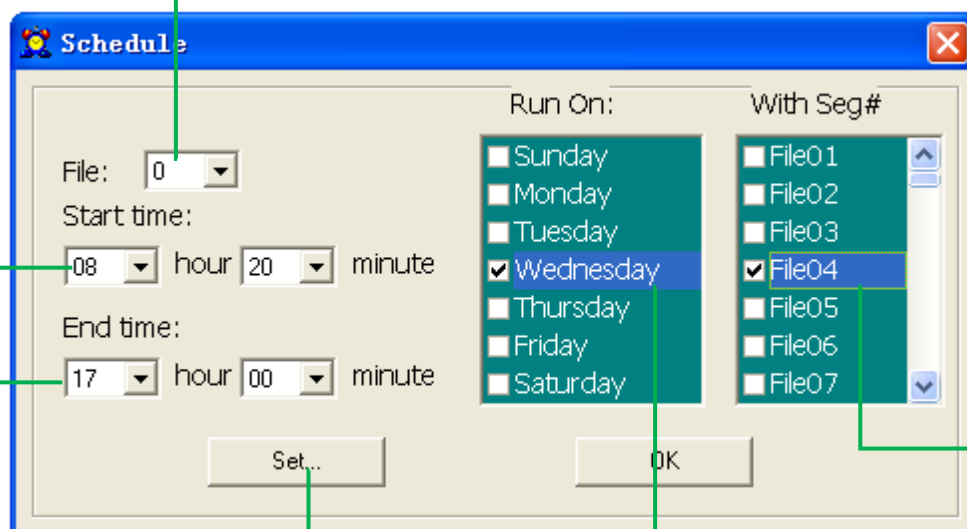 Schedule
File: 0
Start time:
08 hour 20 minute
End time:
17 hour 00 minute
Set...
Run On:
Sunday
Monday
Tuesday
Wednesday
Thursday
Friday
Saturday
With Seg#
File01
File02
File03
File04
File05
File06
File07
OK